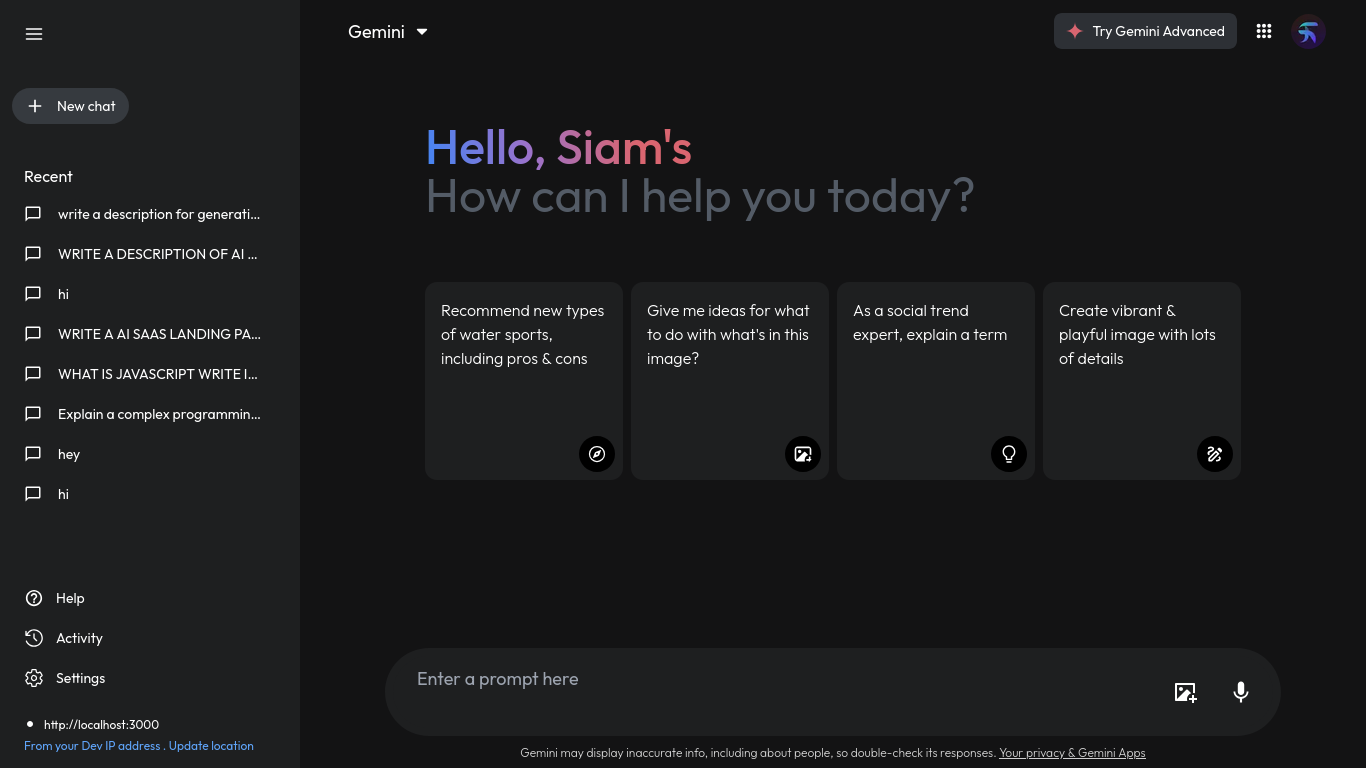 Gemini
Try Gemini Advanced
New chat
Recent
write a description for generati...
WRITE A DESCRIPTION OF AI ...
hi
WRITE A AI SAAS LANDING PA...
WHAT IS JAVASCRIPT WRITE I...
Explain a complex programmin...
hey
hi
Help
Activity
Settings
http://localhost:3000
From your Dev IP address . Update location
Hello, Siam's
How can I help you today?
Recommend new types
of water sports,
including pros & cons
Give me ideas for what
to do with what's in this
image?
As a social trend
expert, explain a term
Create vibrant &
playful image with lots
of details
Enter a prompt here
Gemini may display inaccurate info, including about people, so double-check its responses. Your privacy & Gemini Apps